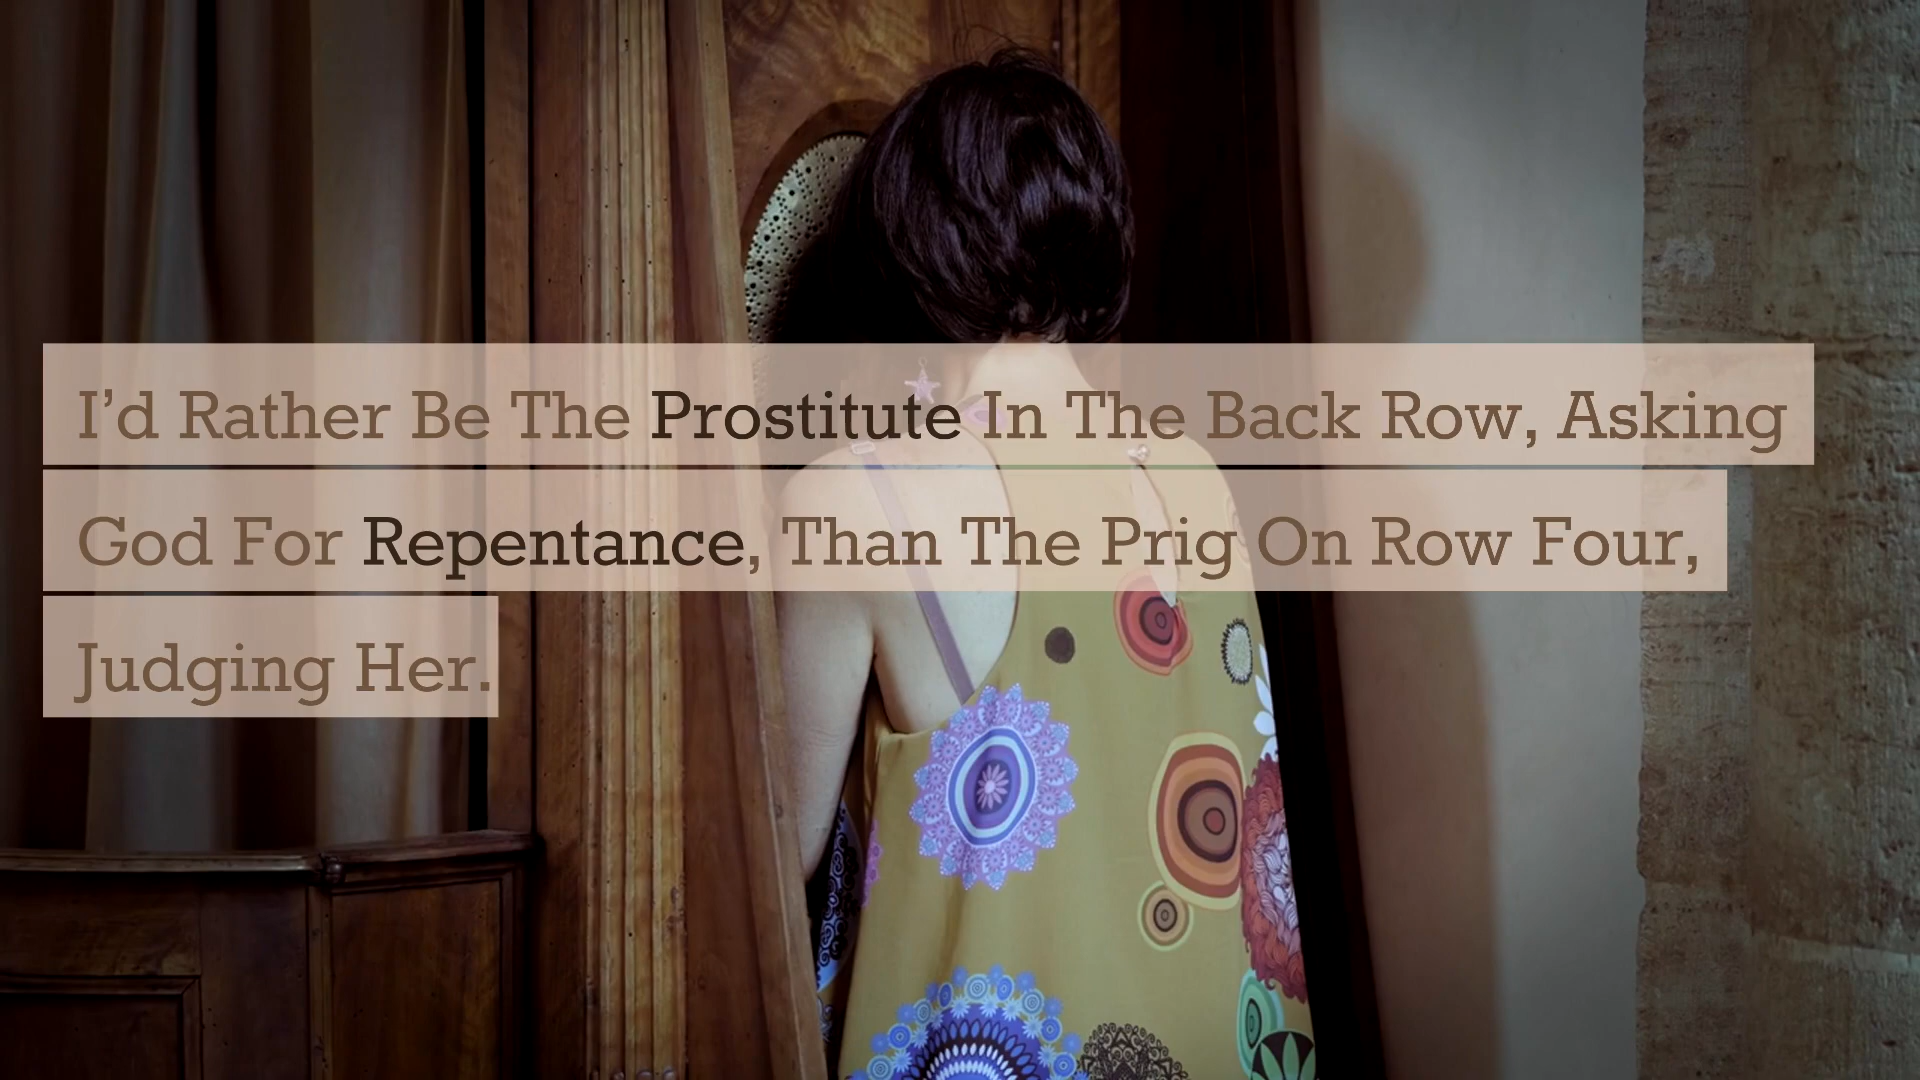 I’d Rather Be The Prostitute In The Back Row, Asking
God For Repentance, Than The Prig On Row Four,
Judging Her.